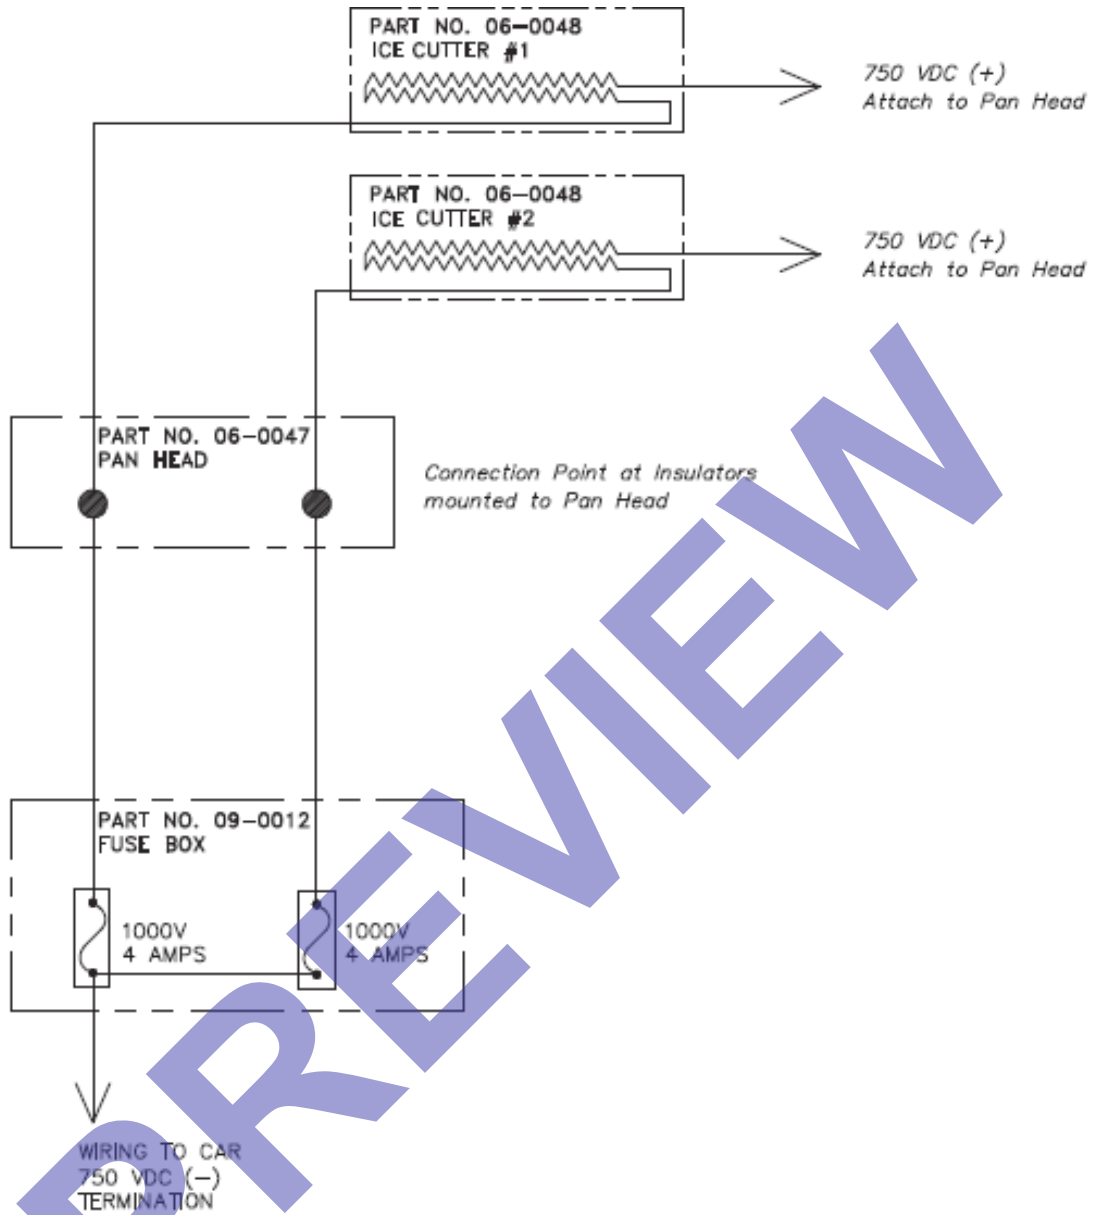 PART NO. 06-0048
ICE CUTTER #1
750 VDC (+)
Attach to Pan Head
PART NO. 06-0048
ICE CUTTER #2
750 VDC (+)
Attach to Pan Head
PART NO. 06-0047
PAN HEAD
Connection Point at Insulators
mounted to Pan Head
PART NO. 09-0012
FUSE BOX
1000V
4 AMPS
1000V
4 AMPS
WIRING TO CAR
750 VDC (-)
TERMINATION
PREVIEW